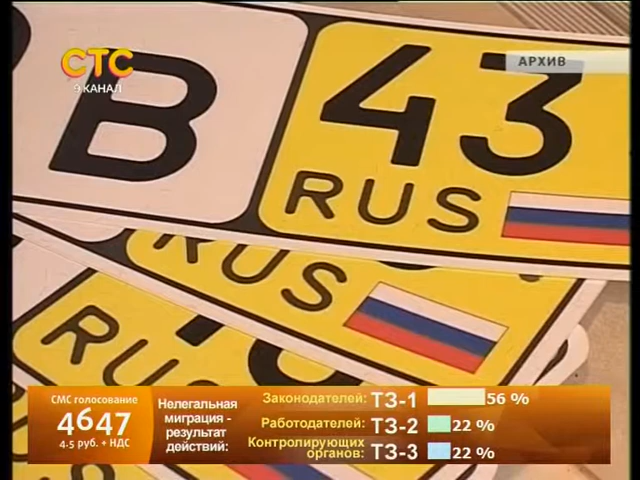 СТС
9 КАНАЛ
АРХИВ
В 43
RUS
RUS
RUS
СМС голосование
4647
4.5 руб. + НДС
Нелегальная
миграция -
результат
действий:
Законодателей: ТЗ-1 56 %
Работодателей: ТЗ-2 22 %
Контролирующих
органов: ТЗ-3 22 %